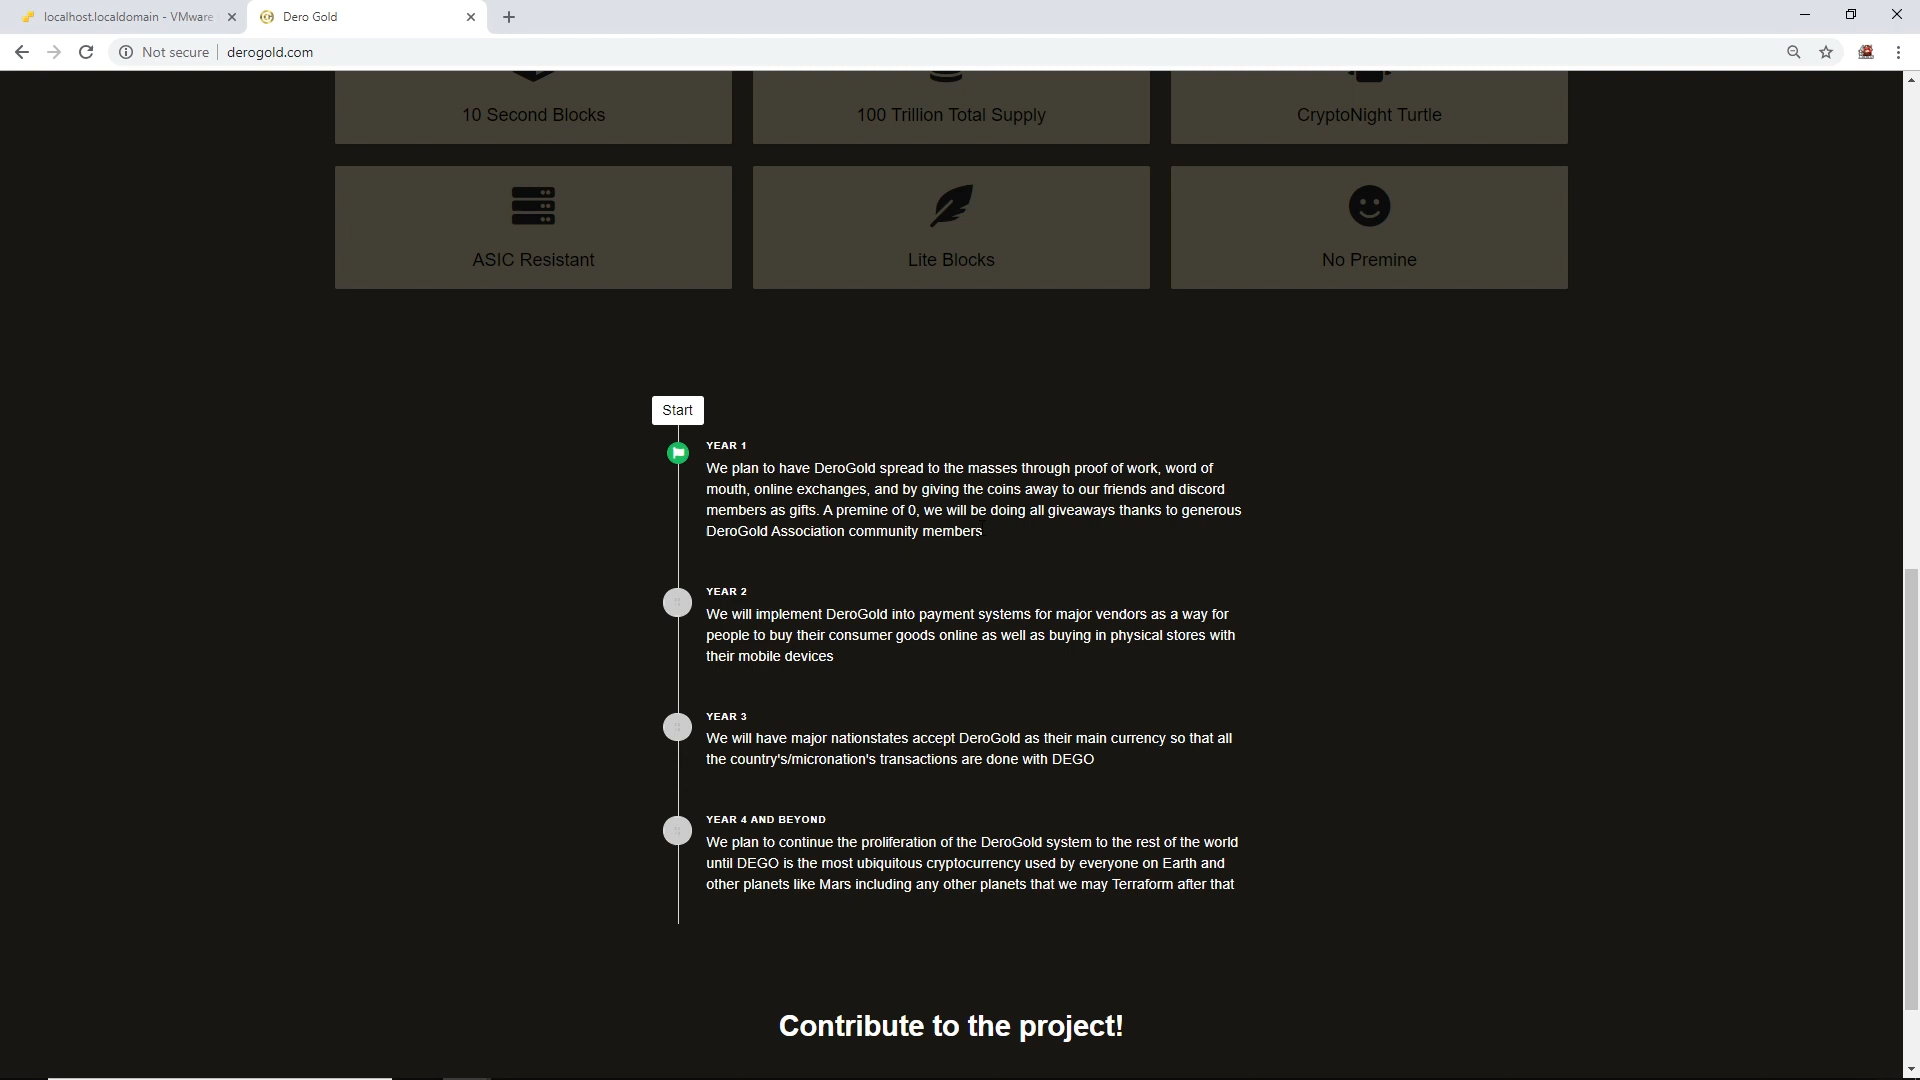 localhost.localdomain - VMware
Dero Gold
Not secure
derogold.com
10 Second Blocks
100 Trillion Total Supply
CryptoNight Turtle
ASIC Resistant
Lite Blocks
No Premine
Start
YEAR 1
We plan to have DeroGold spread to the masses through proof of work, word of
mouth, online exchanges, and by giving the coins away to our friends and discord
members as gifts. A premine of 0, we will be doing all giveaways thanks to generous
DeroGold Association community members
YEAR 2
We will implement DeroGold into payment systems for major vendors as a way for
people to buy their consumer goods online as well as buying in physical stores with
their mobile devices
YEAR 3
We will have major nationstates accept DeroGold as their main currency so that all
the country's/micronation's transactions are done with DEGO
YEAR 4 AND BEYOND
We plan to continue the proliferation of the DeroGold system to the rest of the world
until DEGO is the most ubiquitous cryptocurrency used by everyone on Earth and
other planets like Mars including any other planets that we may Terraform after that
Contribute to the project!